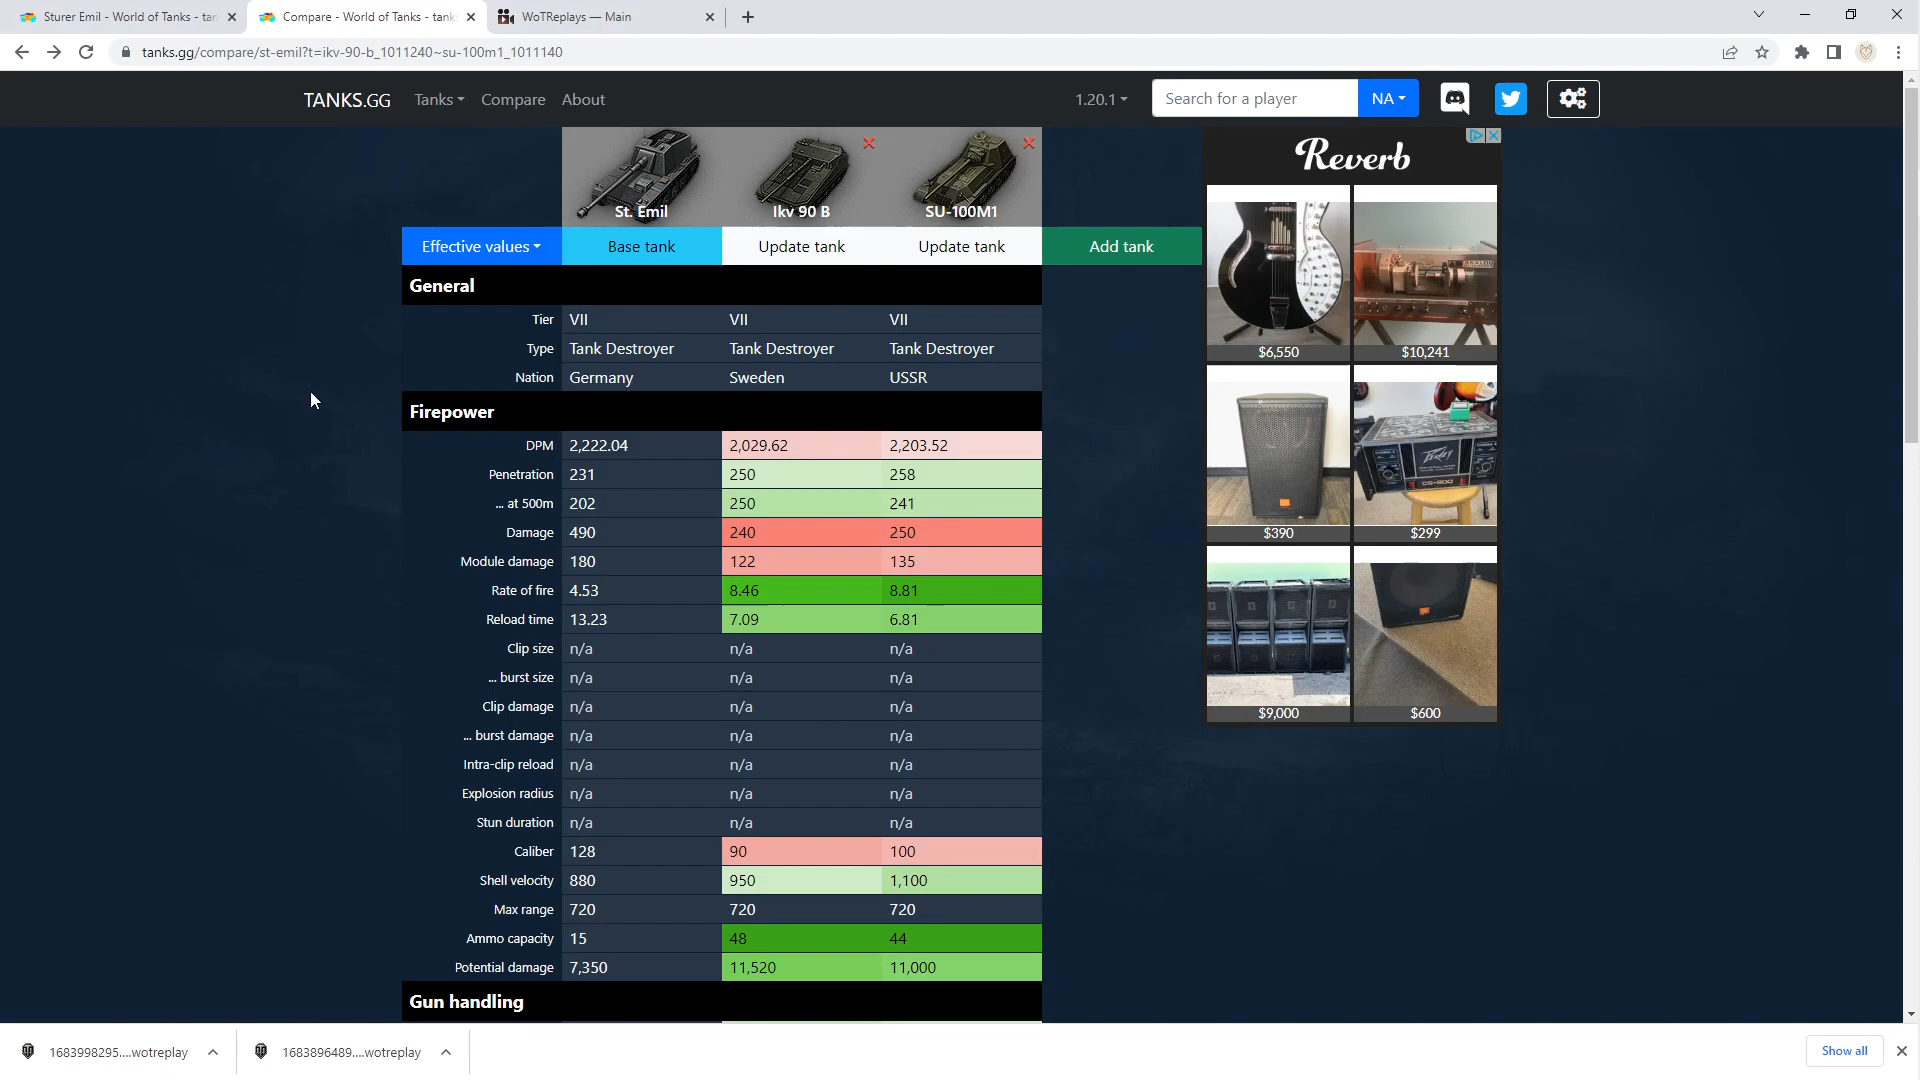 Sturer Emil - World of Tanks - tan
Compare - World of Tanks - tanks
WoTReplays — Main
tanks.gg/compare/st-emil?t=ikv-90-b_1011240~su-100m1_1011140
TANKS.GG Tanks Compare About 1.20.1 Search for a player NA
St. Emil Ikv 90 B SU-100M1
Effective values Base tank Update tank Update tank Add tank
General
Tier VII VII VII
Type Tank Destroyer Tank Destroyer Tank Destroyer
Nation Germany Sweden USSR
Firepower
DPM 2,222.04 2,029.62 2,203.52
Penetration 231 250 258
... at 500m 202 250 241
Damage 490 240 250
Module damage 180 122 135
Rate of fire 4.53 8.46 8.81
Reload time 13.23 7.09 6.81
Clip size n/a n/a n/a
... burst size n/a n/a n/a
Clip damage n/a n/a n/a
... burst damage n/a n/a n/a
Intra-clip reload n/a n/a n/a
Explosion radius n/a n/a n/a
Stun duration n/a n/a n/a
Caliber 128 90 100
Shell velocity 880 950 1,100
Max range 720 720 720
Ammo capacity 15 48 44
Potential damage 7,350 11,520 11,000
Gun handling
Reverb
$6,550 $10,241
$390 $299
$9,000 $600
1683998295....wotreplay
1683896489....wotreplay
Show all